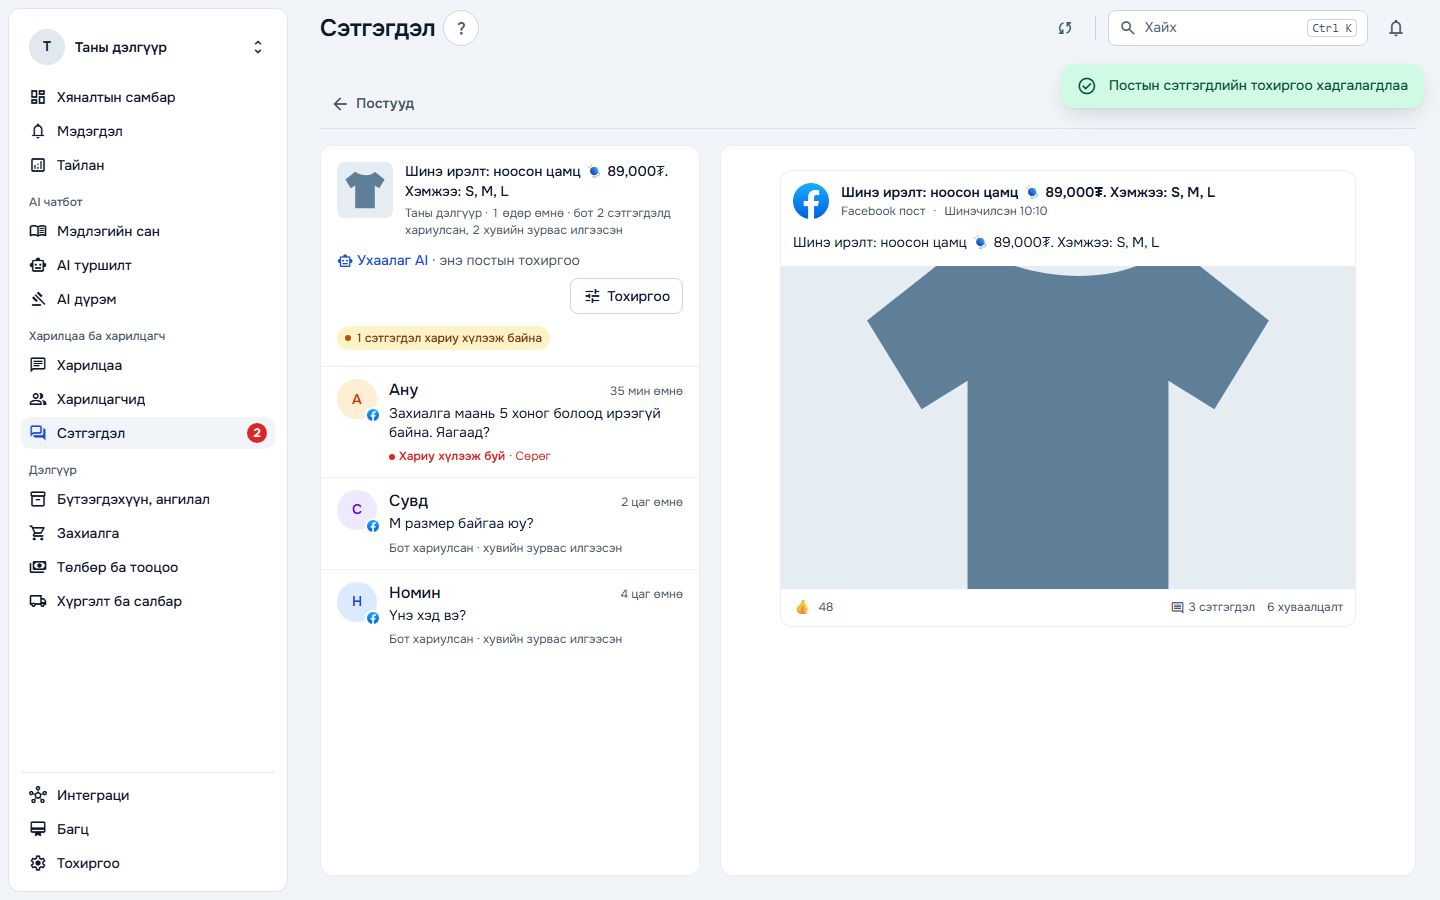 Т Таны дэлгүүр
Хяналтын самбар
Мэдэгдэл
Тайлан
AI чатбот
Мэдлэгийн сан
AI туршилт
AI дүрэм
Харилцаа ба харилцагч
Харилцаа
Харилцагчид
Сэтгэгдэл 2
Дэлгүүр
Бүтээгдэхүүн, ангилал
Захиалга
Төлбөр ба тооцоо
Хүргэлт ба салбар
Интеграци
Багц
Тохиргоо
Сэтгэгдэл ?
Хайх Ctrl K
Постын сэтгэгдлийн тохиргоо хадгалагдлаа
Постууд
Шинэ ирэлт: ноосон цамц 🧶 89,000₮.
Хэмжээ: S, M, L
Таны дэлгүүр · 1 өдөр өмнө · бот 2 сэтгэгдэлд
хариулсан, 2 хувийн зурвас илгээсэн
Ухаалаг AI · энэ постын тохиргоо
Тохиргоо
1 сэтгэгдэл хариу хүлээж байна
А Ану 35 мин өмнө
Захиалга маань 5 хоног болоод ирээгүй
байна. Яагаад?
Хариу хүлээж буй · Сөрөг
С Сувд 2 цаг өмнө
М размер байгаа юу?
Бот хариулсан · хувийн зурвас илгээсэн
Н Номин 4 цаг өмнө
Үнэ хэд вэ?
Бот хариулсан · хувийн зурвас илгээсэн
Шинэ ирэлт: ноосон цамц 🧶 89,000₮. Хэмжээ: S, M, L
Facebook пост · Шинэчилсэн 10:10
Шинэ ирэлт: ноосон цамц 🧶 89,000₮. Хэмжээ: S, M, L
👍 48 3 сэтгэгдэл 6 хуваалцалт